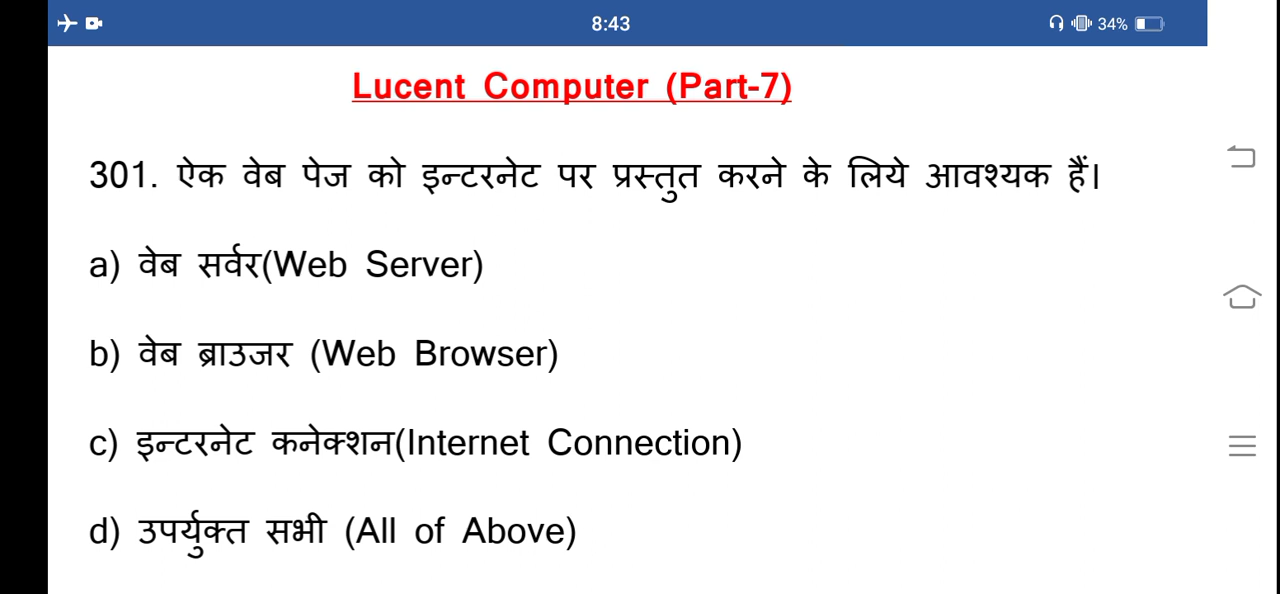 8:43
34%
Lucent Computer (Part-7)
301. ऐक वेब पेज को इन्टरनेट पर प्रस्तुत करने के लिये आवश्यक हैं।
a) वेब सर्वर(Web Server)
b) वेब ब्राउजर (Web Browser)
c) इन्टरनेट कनेक्शन(Internet Connection)
d) उपर्युक्त सभी (All of Above)